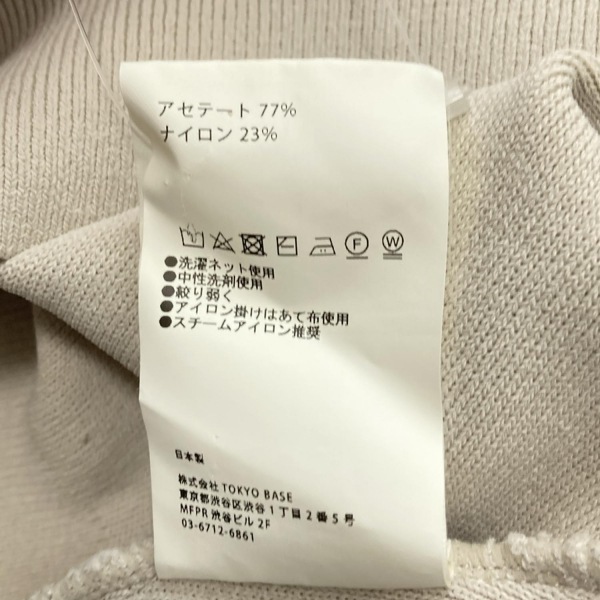 アセテート 77%
ナイロン 23%
F W
●洗濯ネット使用
●中性洗剤使用
●絞り弱く
●アイロン掛けはあて布使用
●スチームアイロン推奨
日本製
株式会社 TOKYO BASE
東京都渋谷区渋谷1丁目2番5号
MFPR 渋谷ビル 2F
03-6712-6861